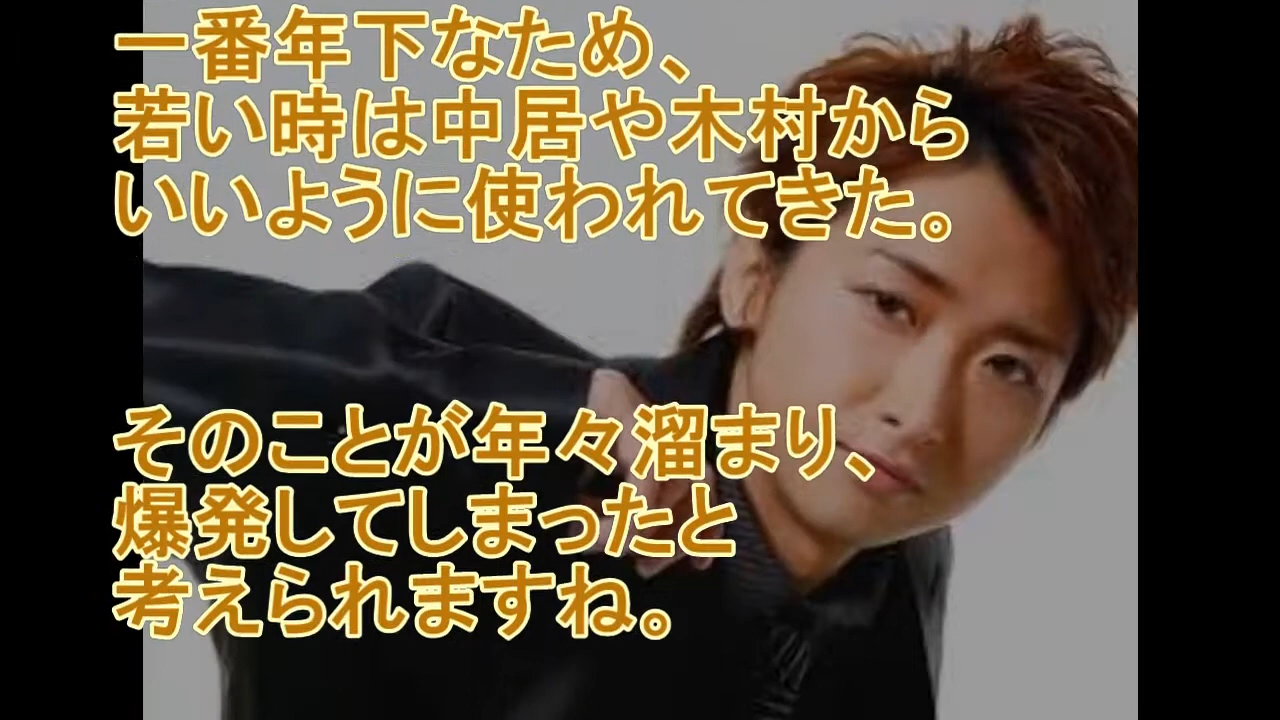 一番年下なため、
若い時は中居や木村から
いいように使われてきた。
そのことが年々溜まり、
爆発してしまったと
考えられますね。